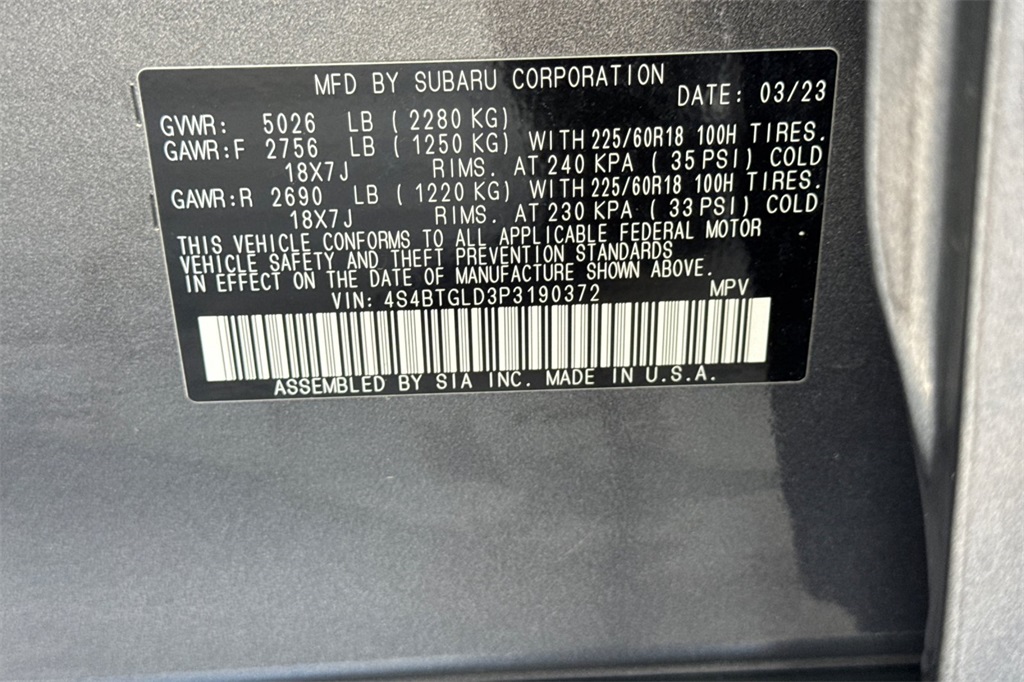 MFD BY SUBARU CORPORATION
DATE: 03/23
GVWR: 5026 LB ( 2280 KG)
GAWR:F 2756 LB ( 1250 KG) WITH 225/60R18 100H TIRES.
18X7J RIMS. AT 240 KPA ( 35 PSI) COLD
GAWR:R 2690 LB ( 1220 KG) WITH 225/60R18 100H TIRES.
18X7J RIMS. AT 230 KPA ( 33 PSI) COLD
THIS VEHICLE CONFORMS TO ALL APPLICABLE FEDERAL MOTOR
VEHICLE SAFETY AND THEFT PREVENTION STANDARDS
IN EFFECT ON THE DATE OF MANUFACTURE SHOWN ABOVE.
VIN: 4S4BTGLD3P3190372 MPV
ASSEMBLED BY SIA INC. MADE IN U.S.A.